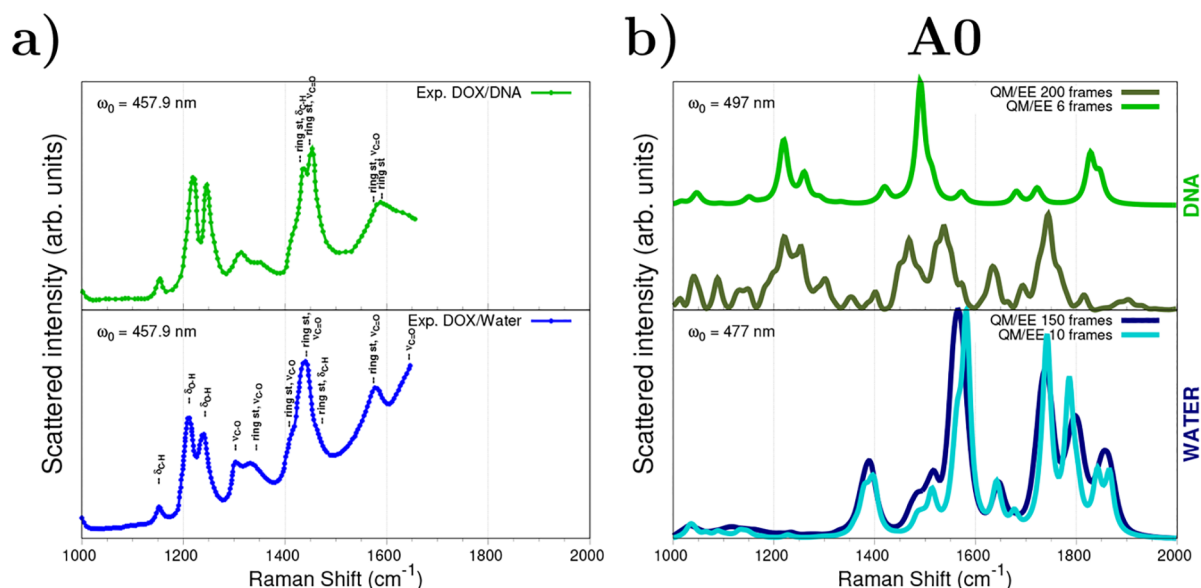 a)
ω₀ = 457.9 nm
Exp. DOX/DNA
-- ring st, δC-H
-- ring st, νC=O
-- ring st, νC=O
-- ring st
ω₀ = 457.9 nm
Exp. DOX/Water
-- δC-H
-- δO-H
-- δO-H
-- νC-O
-- ring st, νC-O
-- ring st, νC-O
-- ring st,
νC=O
-- ring st, δC-H
-- ring st, νC=O
-- νC=O
Scattered intensity (arb. units)
1000 1200 1400 1600 1800 2000
Raman Shift (cm⁻¹)
b)
A0
ω₀ = 497 nm
QM/EE 200 frames
QM/EE 6 frames
DNA
ω₀ = 477 nm
QM/EE 150 frames
QM/EE 10 frames
WATER
Scattered intensity (arb. units)
1000 1200 1400 1600 1800 2000
Raman Shift (cm⁻¹)